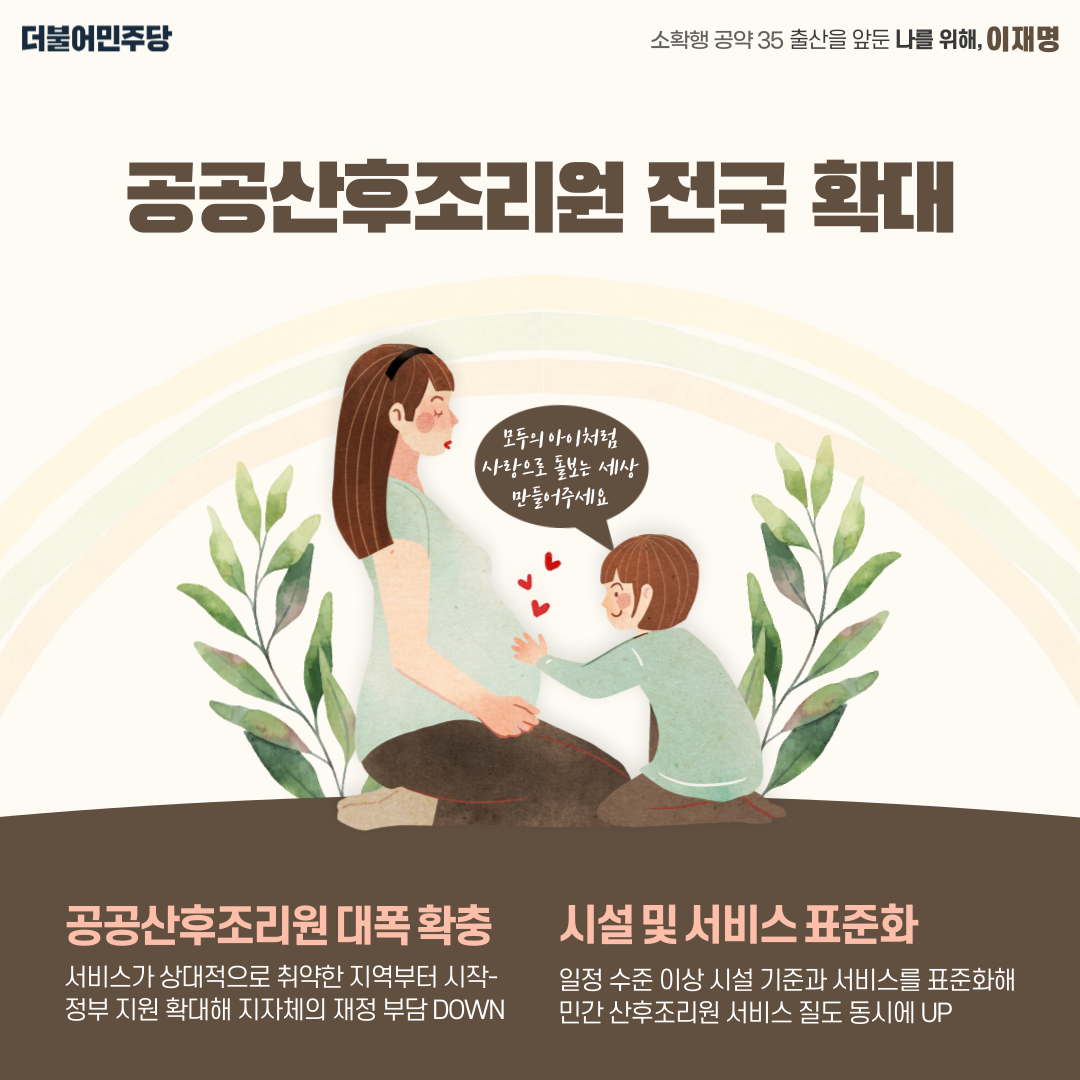 더불어민주당
소확행 공약 35 출산을 앞둔 나를 위해, 이재명
공공산후조리원 전국 확대
모두의 아이처럼
사랑으로 돌보는 세상
만들어주세요
공공산후조리원 대폭 확충
서비스가 상대적으로 취약한 지역부터 시작-
정부 지원 확대해 지자체의 재정 부담 DOWN
시설 및 서비스 표준화
일정 수준 이상 시설 기준과 서비스를 표준화해
민간 산후조리원 서비스 질도 동시에 UP